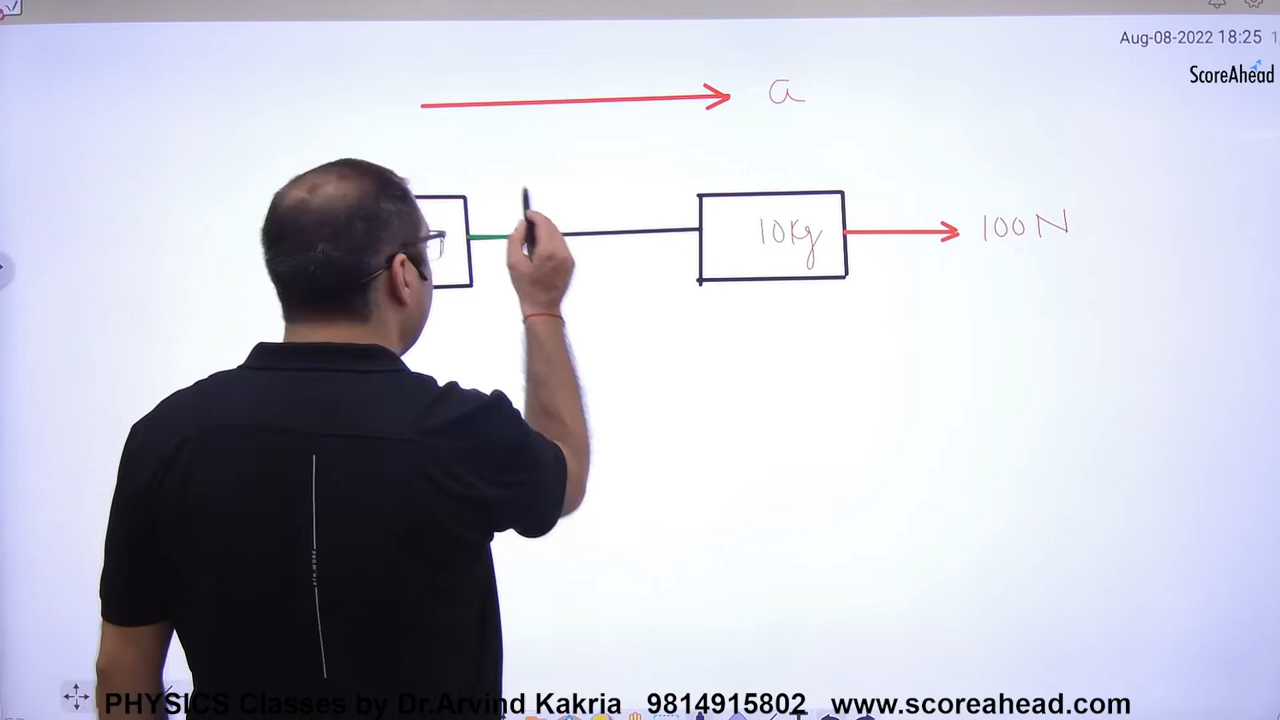 Aug-08-2022 18:25
ScoreAhead
a
10Kg
100N
PHYSICS Classes by Dr.Arvind Kakria 9814915802 www.scoreahead.com